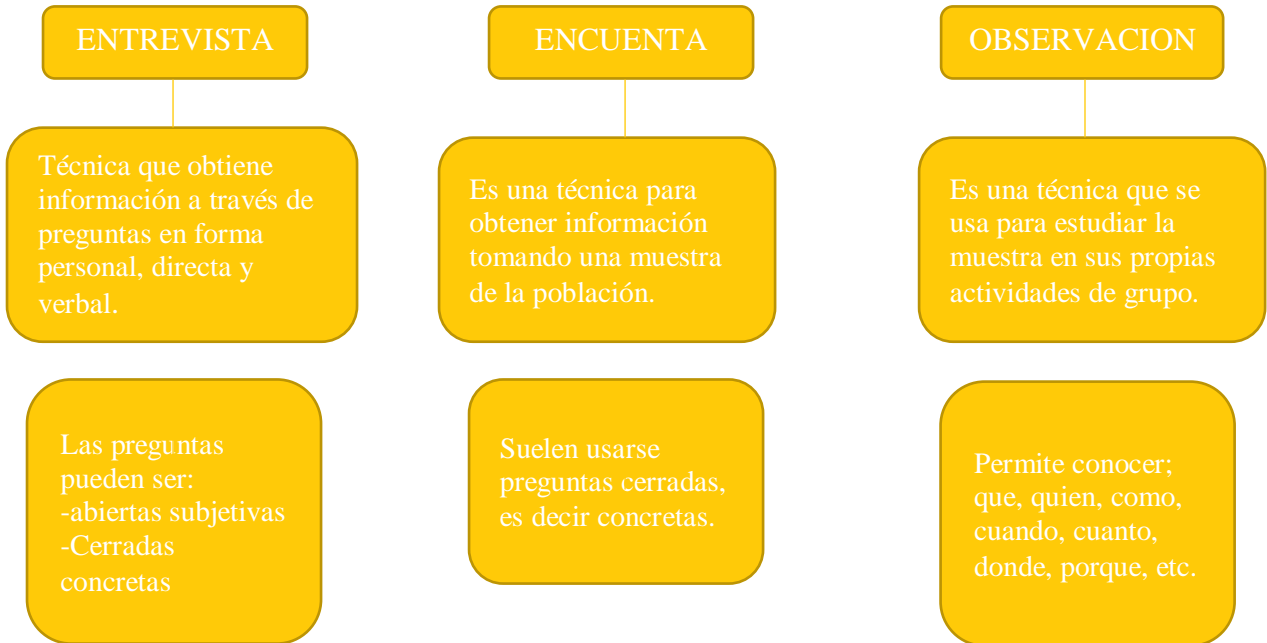 ENTREVISTA
Técnica que obtiene
información a través de
preguntas en forma
personal, directa y
verbal.
Las preguntas
pueden ser:
-abiertas subjetivas
-Cerradas
concretas
ENCUENTA
Es una técnica para
obtener información
tomando una muestra
de la población.
Suelen usarse
preguntas cerradas,
es decir concretas.
OBSERVACION
Es una técnica que se
usa para estudiar la
muestra en sus propias
actividades de grupo.
Permite conocer;
que, quien, como,
cuando, cuanto,
donde, porque, etc.